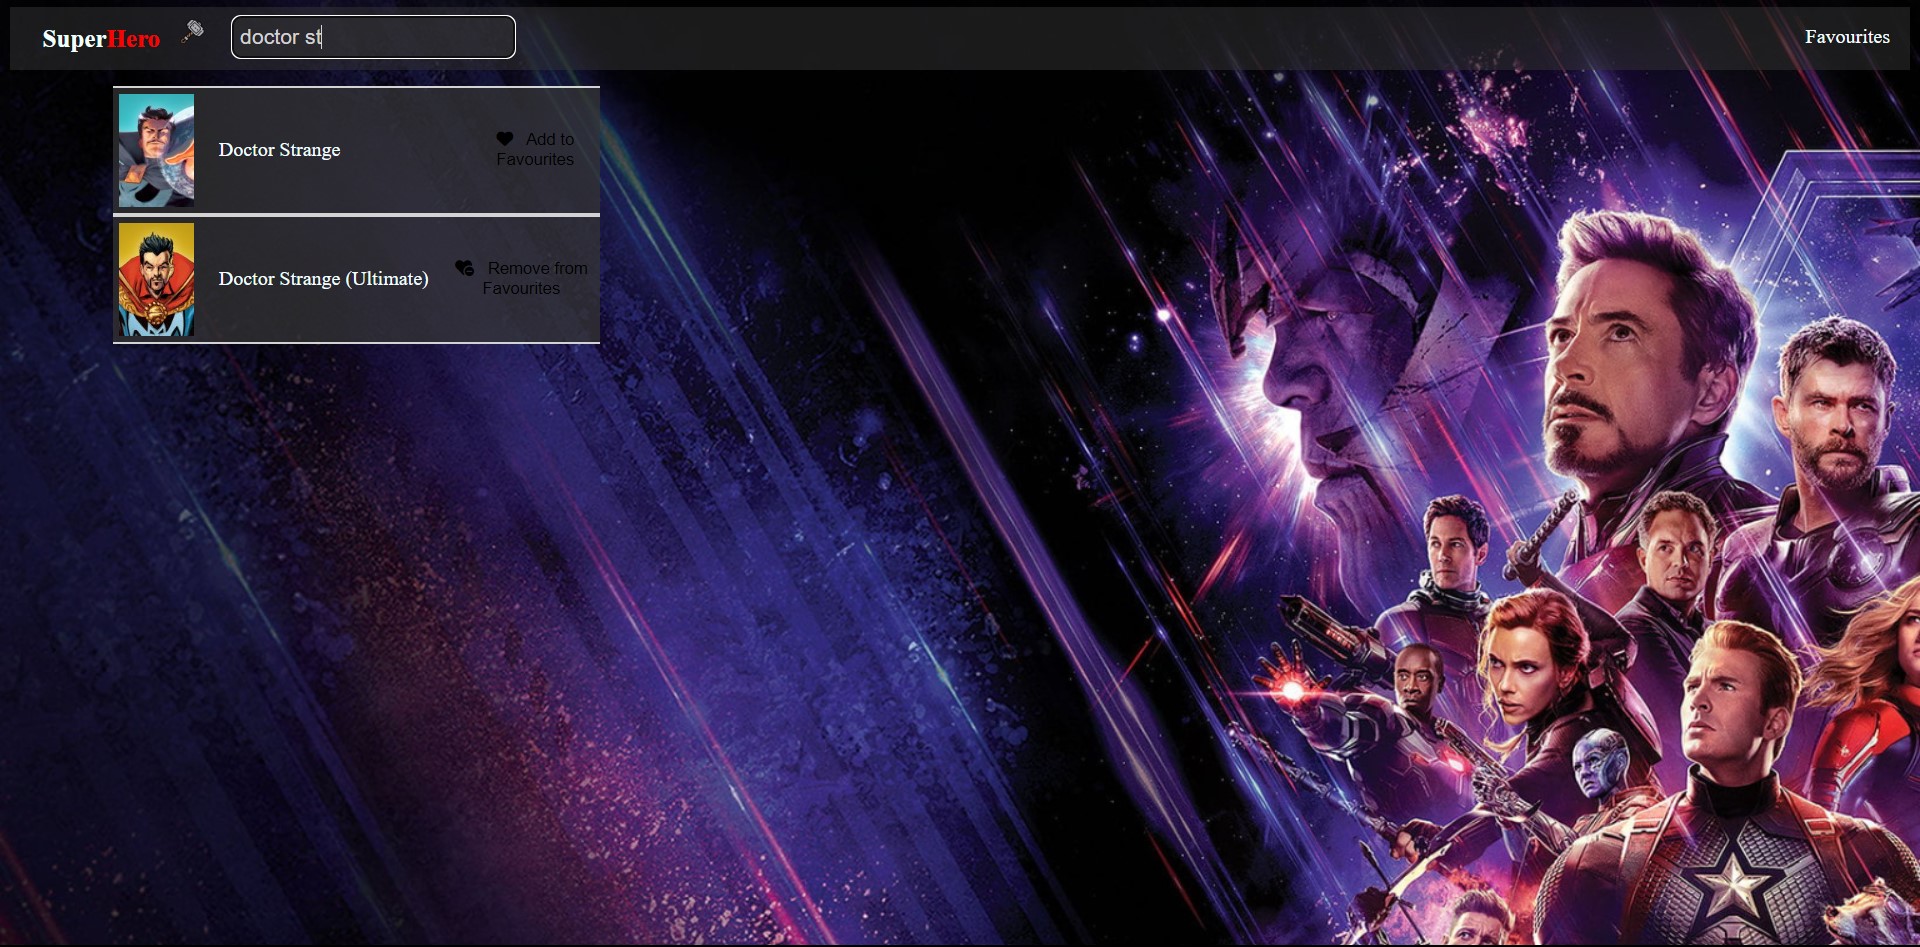 SuperHero
doctor st
Favourites
Doctor Strange
Add to
Favourites
Doctor Strange (Ultimate)
Remove from
Favourites